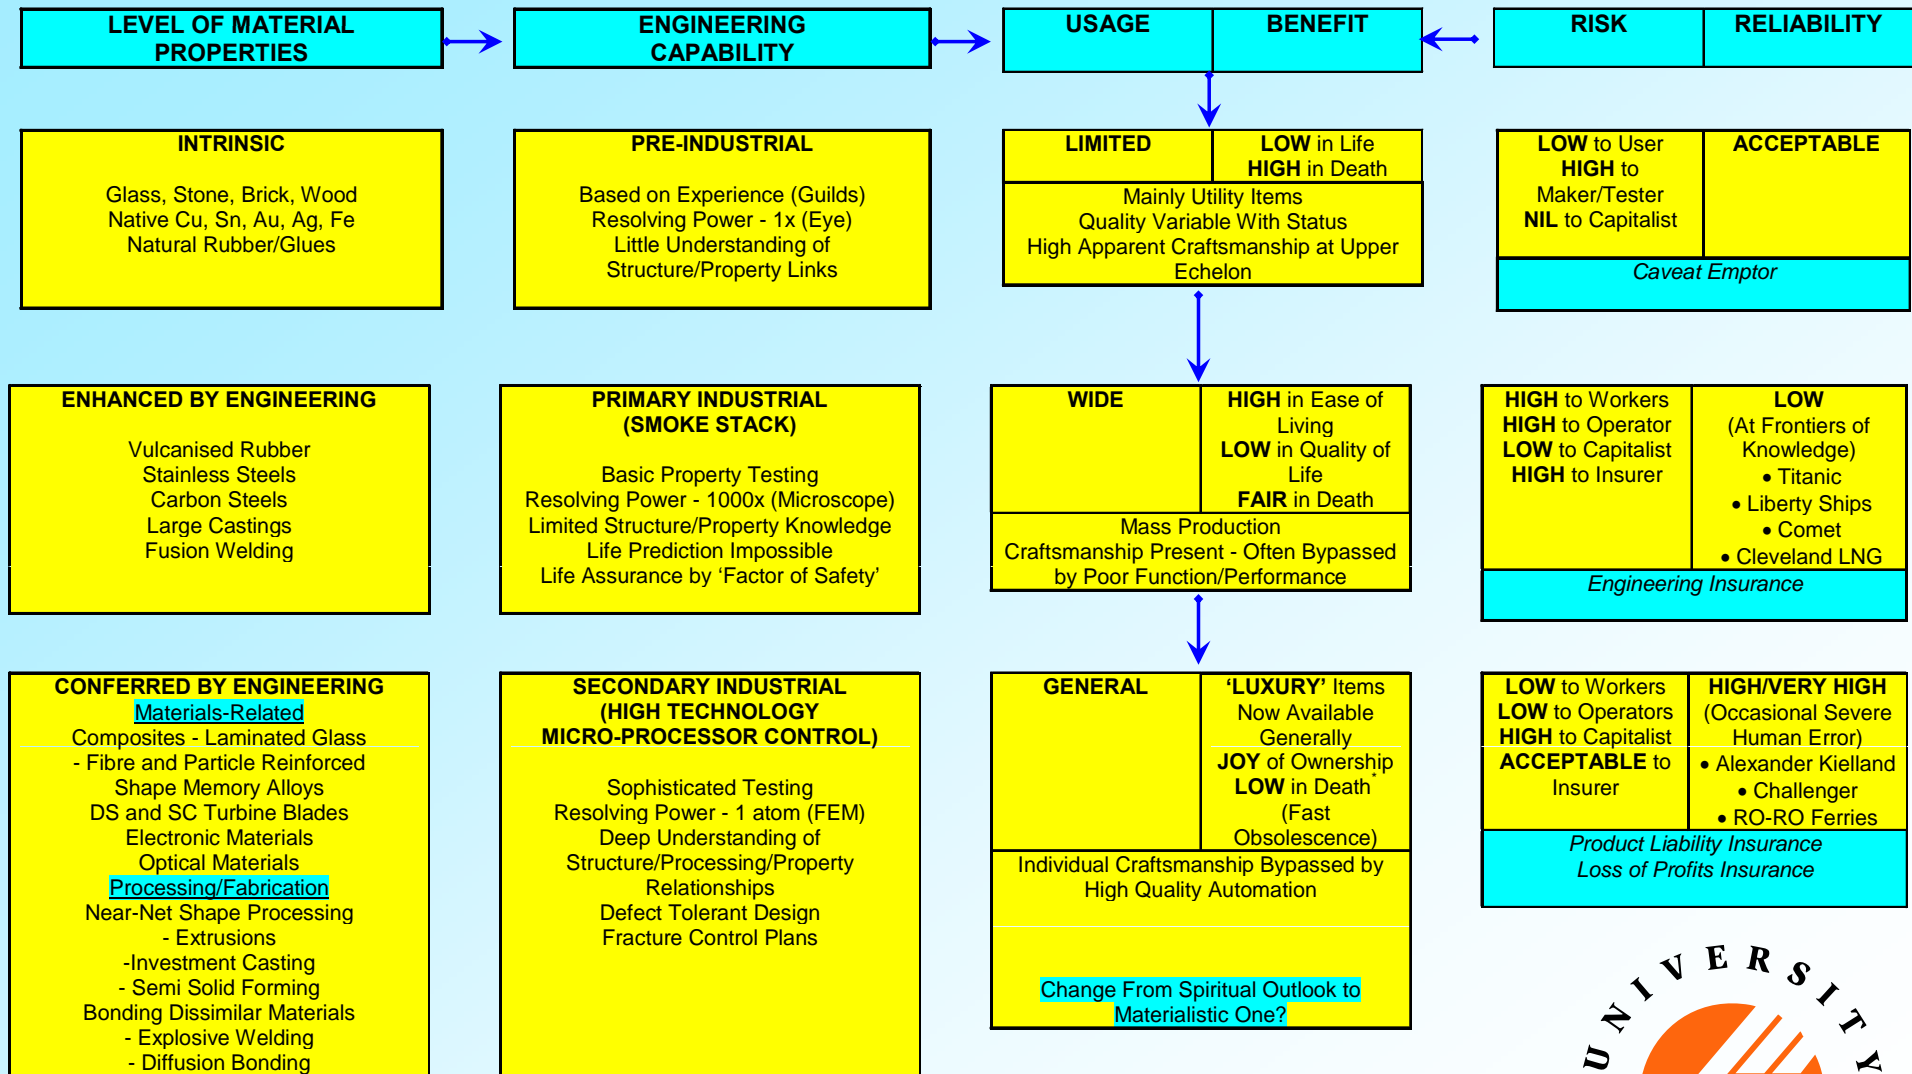 LEVEL OF MATERIAL
PROPERTIES
ENGINEERING
CAPABILITY
USAGE
BENEFIT
RISK
RELIABILITY
INTRINSIC
Glass, Stone, Brick, Wood
Native Cu, Sn, Au, Ag, Fe
Natural Rubber/Glues
PRE-INDUSTRIAL
Based on Experience (Guilds)
Resolving Power - 1x (Eye)
Little Understanding of
Structure/Property Links
LIMITED
LOW in Life
HIGH in Death
Mainly Utility Items
Quality Variable With Status
High Apparent Craftsmanship at Upper
Echelon
LOW to User
HIGH to
Maker/Tester
NIL to Capitalist
ACCEPTABLE
Caveat Emptor
ENHANCED BY ENGINEERING
Vulcanised Rubber
Stainless Steels
Carbon Steels
Large Castings
Fusion Welding
PRIMARY INDUSTRIAL
(SMOKE STACK)
Basic Property Testing
Resolving Power - 1000x (Microscope)
Limited Structure/Property Knowledge
Life Prediction Impossible
Life Assurance by ‘Factor of Safety’
WIDE
HIGH in Ease of
Living
LOW in Quality of
Life
FAIR in Death
Mass Production
Craftsmanship Present - Often Bypassed
by Poor Function/Performance
HIGH to Workers
HIGH to Operator
LOW to Capitalist
HIGH to Insurer
LOW
(At Frontiers of
Knowledge)
• Titanic
• Liberty Ships
• Comet
• Cleveland LNG
Engineering Insurance
CONFERRED BY ENGINEERING
Materials-Related
Composites - Laminated Glass
- Fibre and Particle Reinforced
Shape Memory Alloys
DS and SC Turbine Blades
Electronic Materials
Optical Materials
Processing/Fabrication
Near-Net Shape Processing
- Extrusions
-Investment Casting
- Semi Solid Forming
Bonding Dissimilar Materials
- Explosive Welding
- Diffusion Bonding
SECONDARY INDUSTRIAL
(HIGH TECHNOLOGY
MICRO-PROCESSOR CONTROL)
Sophisticated Testing
Resolving Power - 1 atom (FEM)
Deep Understanding of
Structure/Processing/Property
Relationships
Defect Tolerant Design
Fracture Control Plans
GENERAL
‘LUXURY’ Items
Now Available
Generally
JOY of Ownership
LOW in Death*
(Fast
Obsolescence)
Individual Craftsmanship Bypassed by
High Quality Automation
Change From Spiritual Outlook to
Materialistic One?
LOW to Workers
LOW to Operators
HIGH to Capitalist
ACCEPTABLE to
Insurer
HIGH/VERY HIGH
(Occasional Severe
Human Error)
• Alexander Kielland
• Challenger
• RO-RO Ferries
Product Liability Insurance
Loss of Profits Insurance
UNIVERSITY